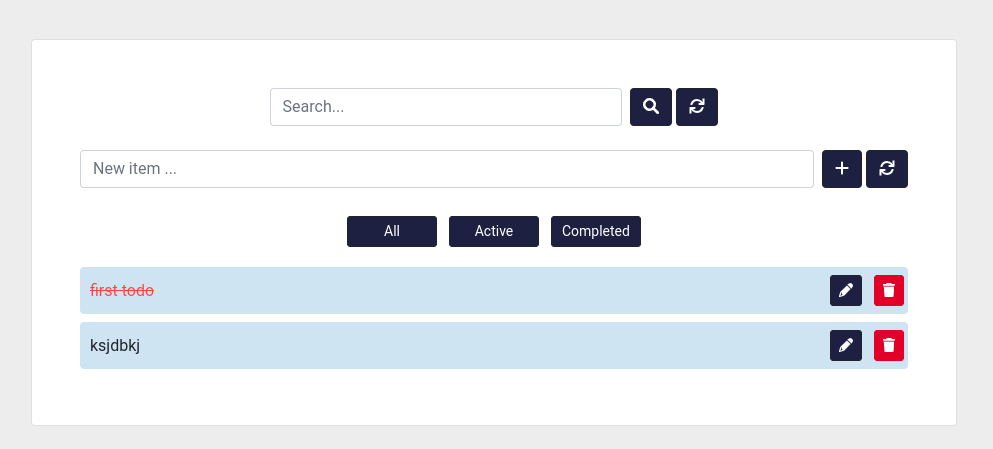 Search...
New item ...
All Active Completed
first todo
ksjdbkj